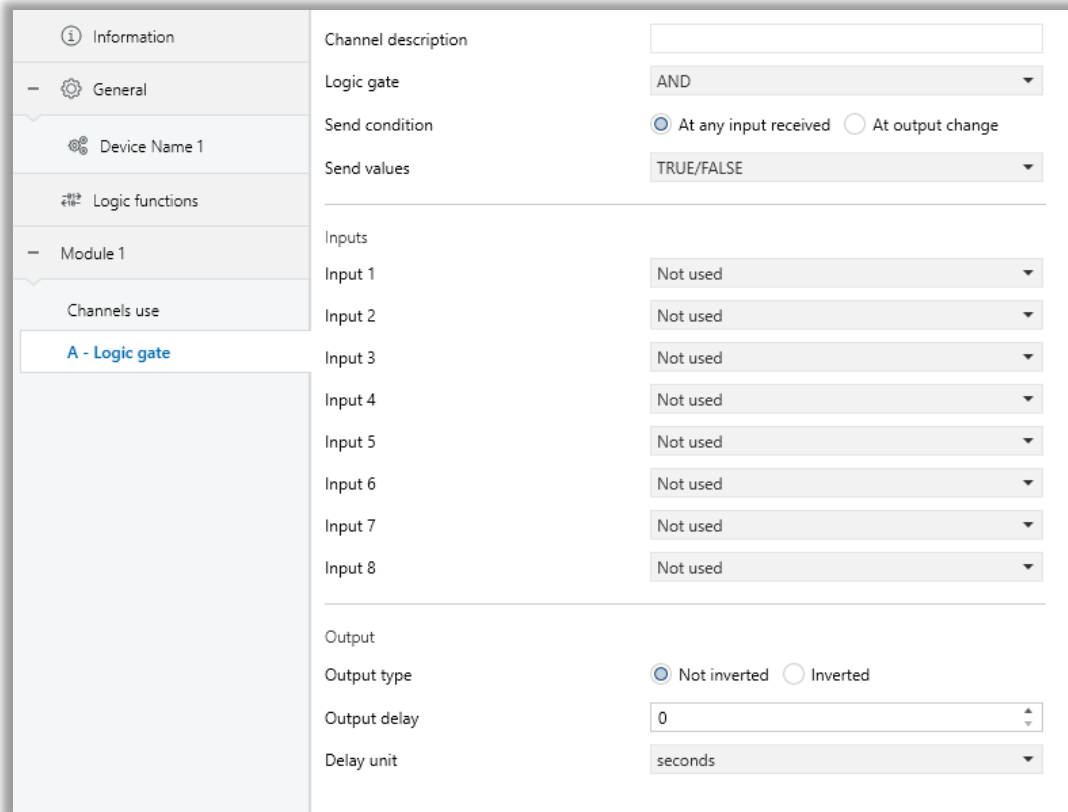 Information
General
Device Name 1
Logic functions
Module 1
Channels use
A - Logic gate
Channel description
Logic gate AND
Send condition At any input received At output change
Send values TRUE/FALSE
Inputs
Input 1 Not used
Input 2 Not used
Input 3 Not used
Input 4 Not used
Input 5 Not used
Input 6 Not used
Input 7 Not used
Input 8 Not used
Output
Output type Not inverted Inverted
Output delay 0
Delay unit seconds